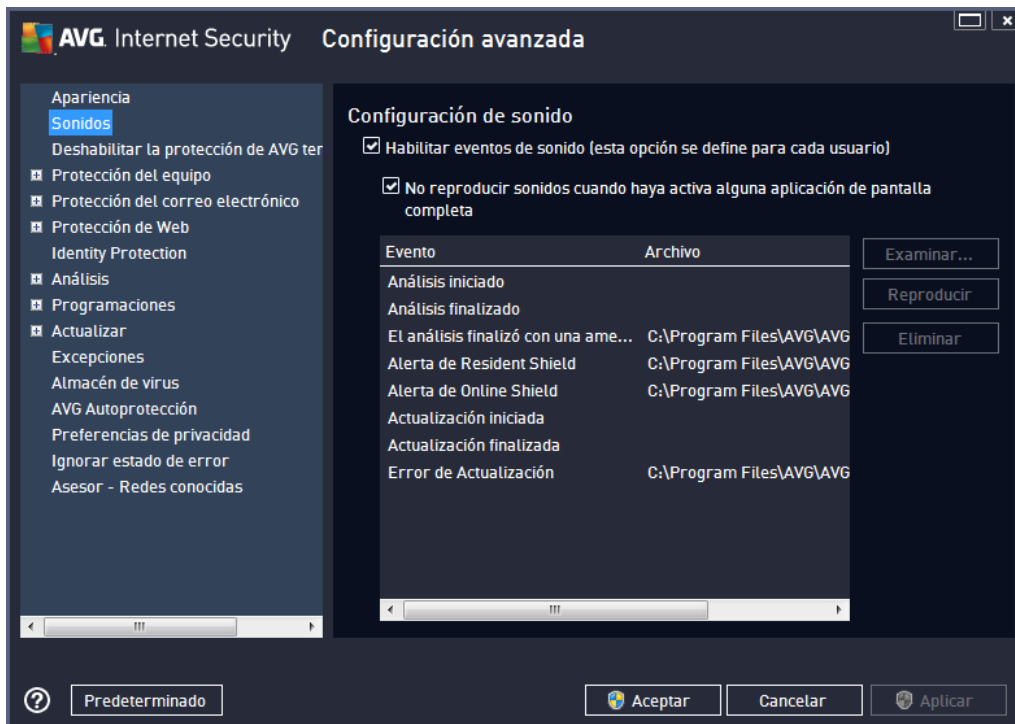 AVG. Internet Security
Configuración avanzada
Apariencia
Sonidos
Deshabilitar la protección de AVG ter
Protección del equipo
Protección del correo electrónico
Protección de Web
Identity Protection
Análisis
Programaciones
Actualizar
Excepciones
Almacén de virus
AVG Autoprotección
Preferencias de privacidad
Ignorar estado de error
Asesor - Redes conocidas
Configuración de sonido
Habilitar eventos de sonido (esta opción se define para cada usuario)
No reproducir sonidos cuando haya activa alguna aplicación de pantalla
completa
Evento Archivo
Análisis iniciado
Análisis finalizado
El análisis finalizó con una ame... C:\Program Files\AVG\AVG
Alerta de Resident Shield C:\Program Files\AVG\AVG
Alerta de Online Shield C:\Program Files\AVG\AVG
Actualización iniciada
Actualización finalizada
Error de Actualización C:\Program Files\AVG\AVG
Examinar...
Reproducir
Eliminar
Predeterminado
Aceptar
Cancelar
Aplicar